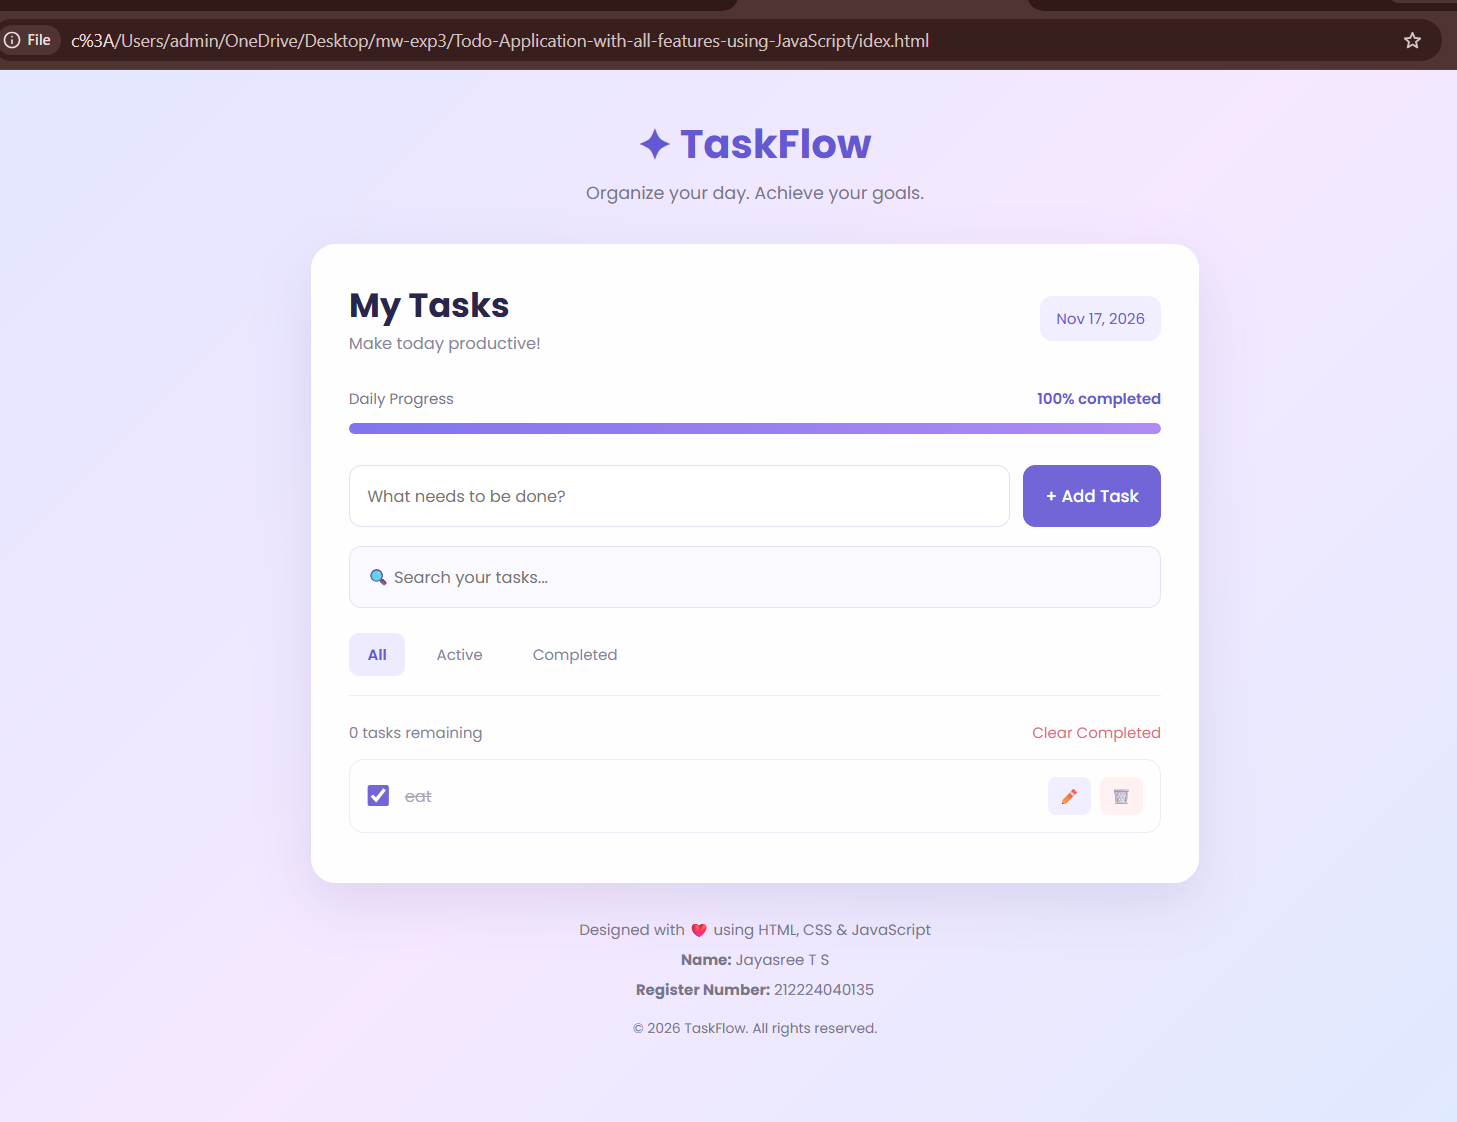 File c%3A/Users/admin/OneDrive/Desktop/mw-exp3/Todo-Application-with-all-features-using-JavaScript/idex.html
✦ TaskFlow
Organize your day. Achieve your goals.
My Tasks
Nov 17, 2026
Make today productive!
Daily Progress 100% completed
What needs to be done? + Add Task
🔍 Search your tasks...
All Active Completed
0 tasks remaining Clear Completed
eat
Designed with ❤️ using HTML, CSS & JavaScript
Name: Jayasree T S
Register Number: 212224040135
© 2026 TaskFlow. All rights reserved.